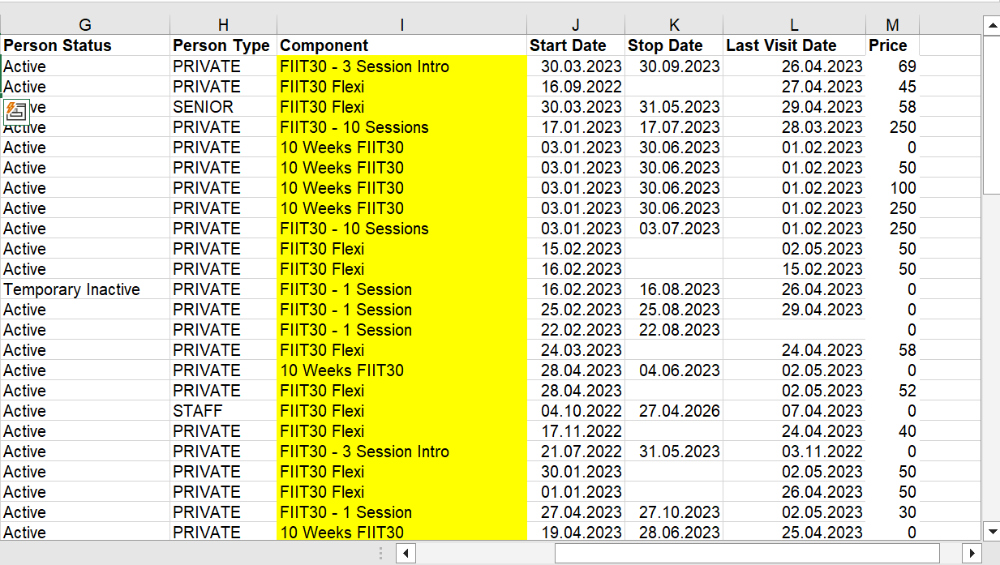 G H I J K L M
Person Status Person Type Component Start Date Stop Date Last Visit Date Price
Active PRIVATE FIIT30 - 3 Session Intro 30.03.2023 30.09.2023 26.04.2023 69
Active PRIVATE FIIT30 Flexi 16.09.2022 27.04.2023 45
ve SENIOR FIIT30 Flexi 30.03.2023 31.05.2023 29.04.2023 58
Active PRIVATE FIIT30 - 10 Sessions 17.01.2023 17.07.2023 28.03.2023 250
Active PRIVATE 10 Weeks FIIT30 03.01.2023 30.06.2023 01.02.2023 0
Active PRIVATE 10 Weeks FIIT30 03.01.2023 30.06.2023 01.02.2023 50
Active PRIVATE 10 Weeks FIIT30 03.01.2023 30.06.2023 01.02.2023 100
Active PRIVATE 10 Weeks FIIT30 03.01.2023 30.06.2023 01.02.2023 250
Active PRIVATE FIIT30 - 10 Sessions 03.01.2023 03.07.2023 01.02.2023 250
Active PRIVATE FIIT30 Flexi 15.02.2023 02.05.2023 50
Active PRIVATE FIIT30 Flexi 16.02.2023 15.02.2023 50
Temporary Inactive PRIVATE FIIT30 - 1 Session 16.02.2023 16.08.2023 26.04.2023 0
Active PRIVATE FIIT30 - 1 Session 25.02.2023 25.08.2023 29.04.2023 0
Active PRIVATE FIIT30 - 1 Session 22.02.2023 22.08.2023 0
Active PRIVATE FIIT30 Flexi 24.03.2023 24.04.2023 58
Active PRIVATE 10 Weeks FIIT30 28.04.2023 04.06.2023 02.05.2023 0
Active PRIVATE FIIT30 Flexi 28.04.2023 02.05.2023 52
Active STAFF FIIT30 Flexi 04.10.2022 27.04.2026 07.04.2023 0
Active PRIVATE FIIT30 Flexi 17.11.2022 24.04.2023 40
Active PRIVATE FIIT30 - 3 Session Intro 21.07.2022 31.05.2023 03.11.2022 0
Active PRIVATE FIIT30 Flexi 30.01.2023 02.05.2023 50
Active PRIVATE FIIT30 Flexi 01.01.2023 26.04.2023 50
Active PRIVATE FIIT30 - 1 Session 27.04.2023 27.10.2023 02.05.2023 30
Active PRIVATE 10 Weeks FIIT30 19.04.2023 28.06.2023 25.04.2023 0